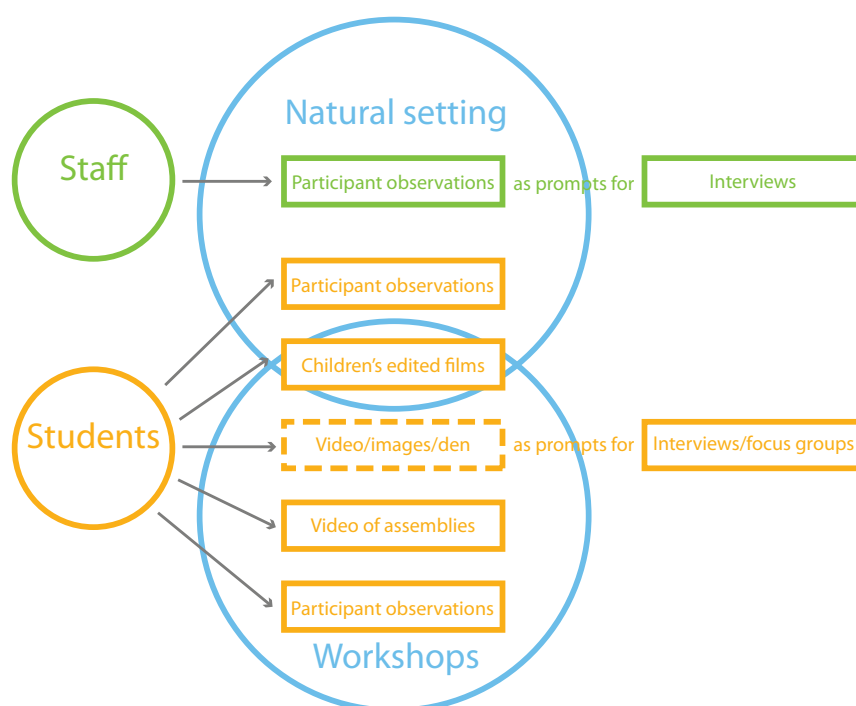 Natural setting
Staff
Participant observations as prompts for Interviews
Participant observations
Children’s edited films
Students
Video/images/den as prompts for Interviews/focus groups
Video of assemblies
Participant observations
Workshops